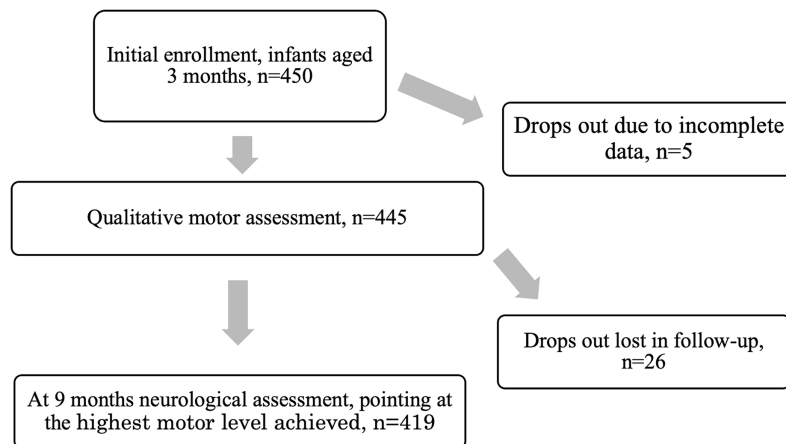 Initial enrollment, infants aged
3 months, n=450
Drops out due to incomplete
data, n=5
Qualitative motor assessment, n=445
Drops out lost in follow-up,
n=26
At 9 months neurological assessment, pointing at
the highest motor level achieved, n=419